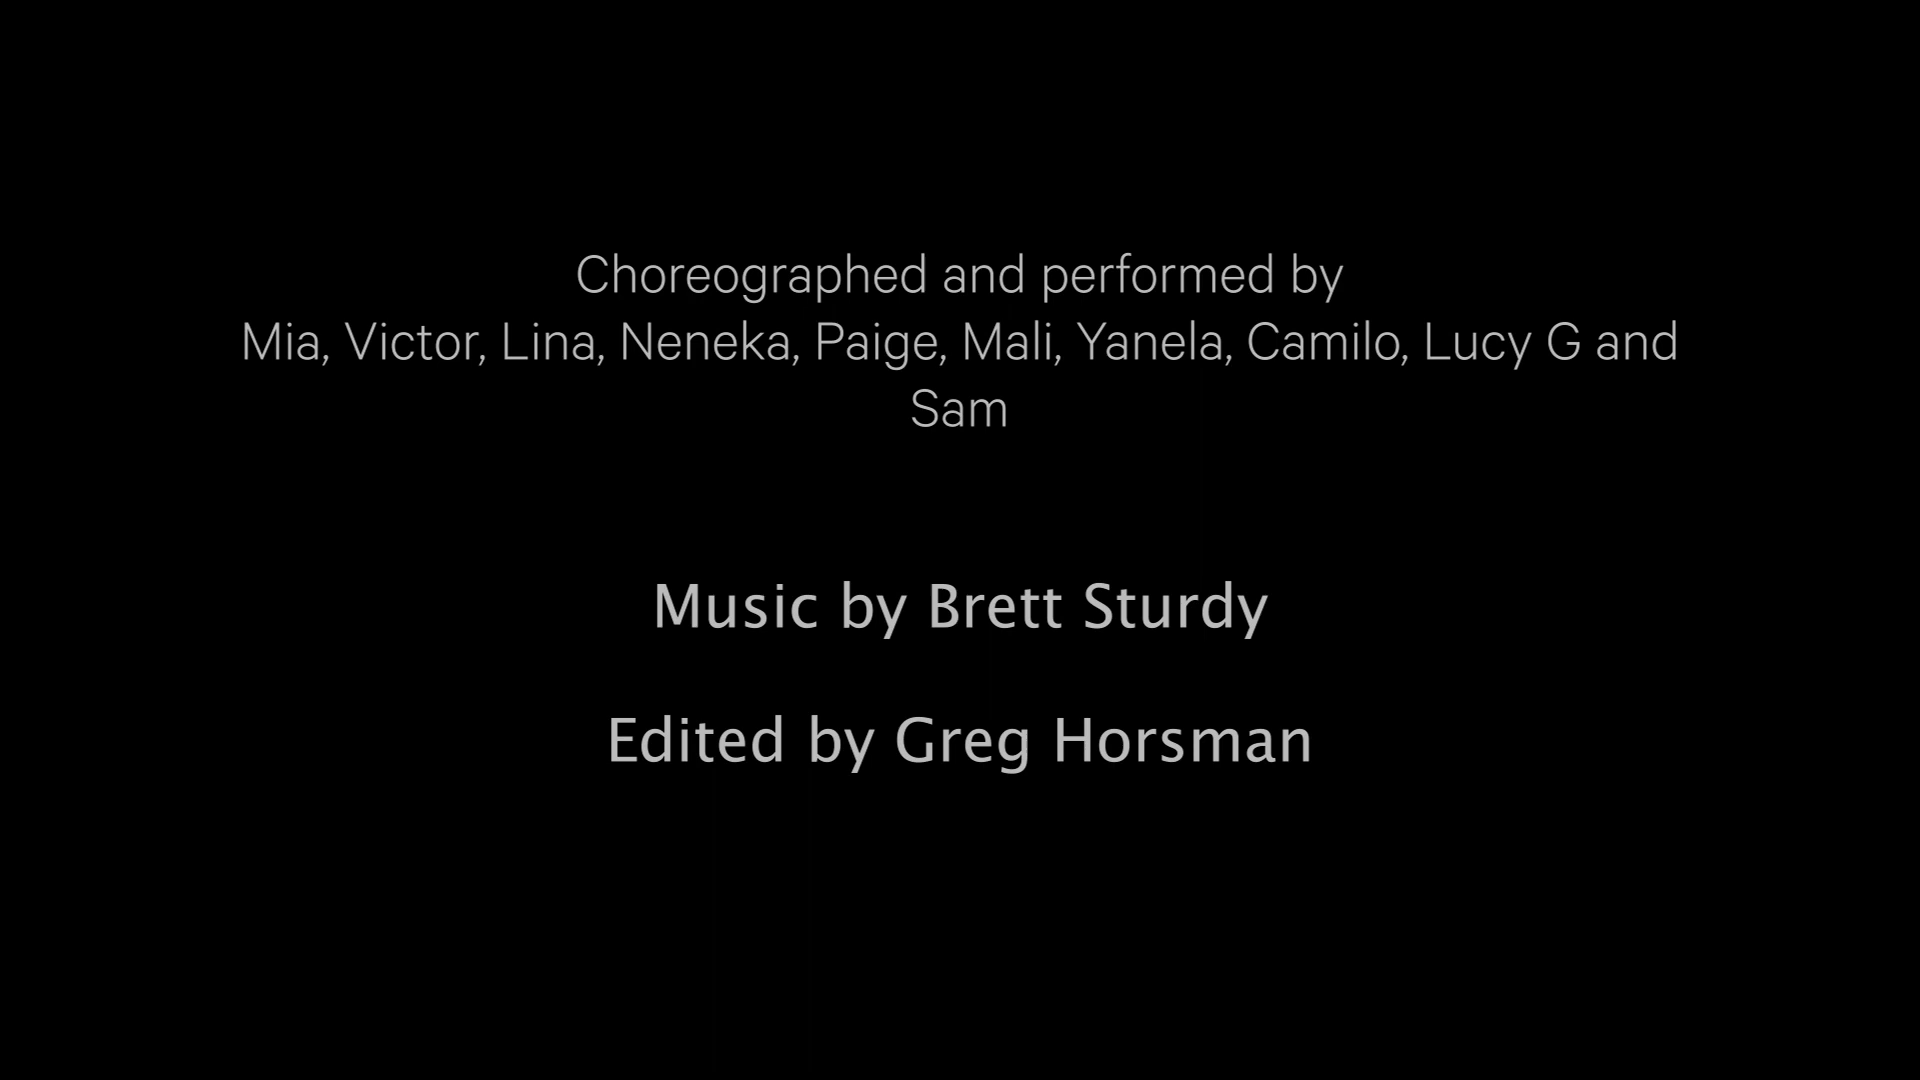 Choreographed and performed by
Mia, Victor, Lina, Neneka, Paige, Mali, Yanela, Camilo, Lucy G and
Sam
Music by Brett Sturdy
Edited by Greg Horsman